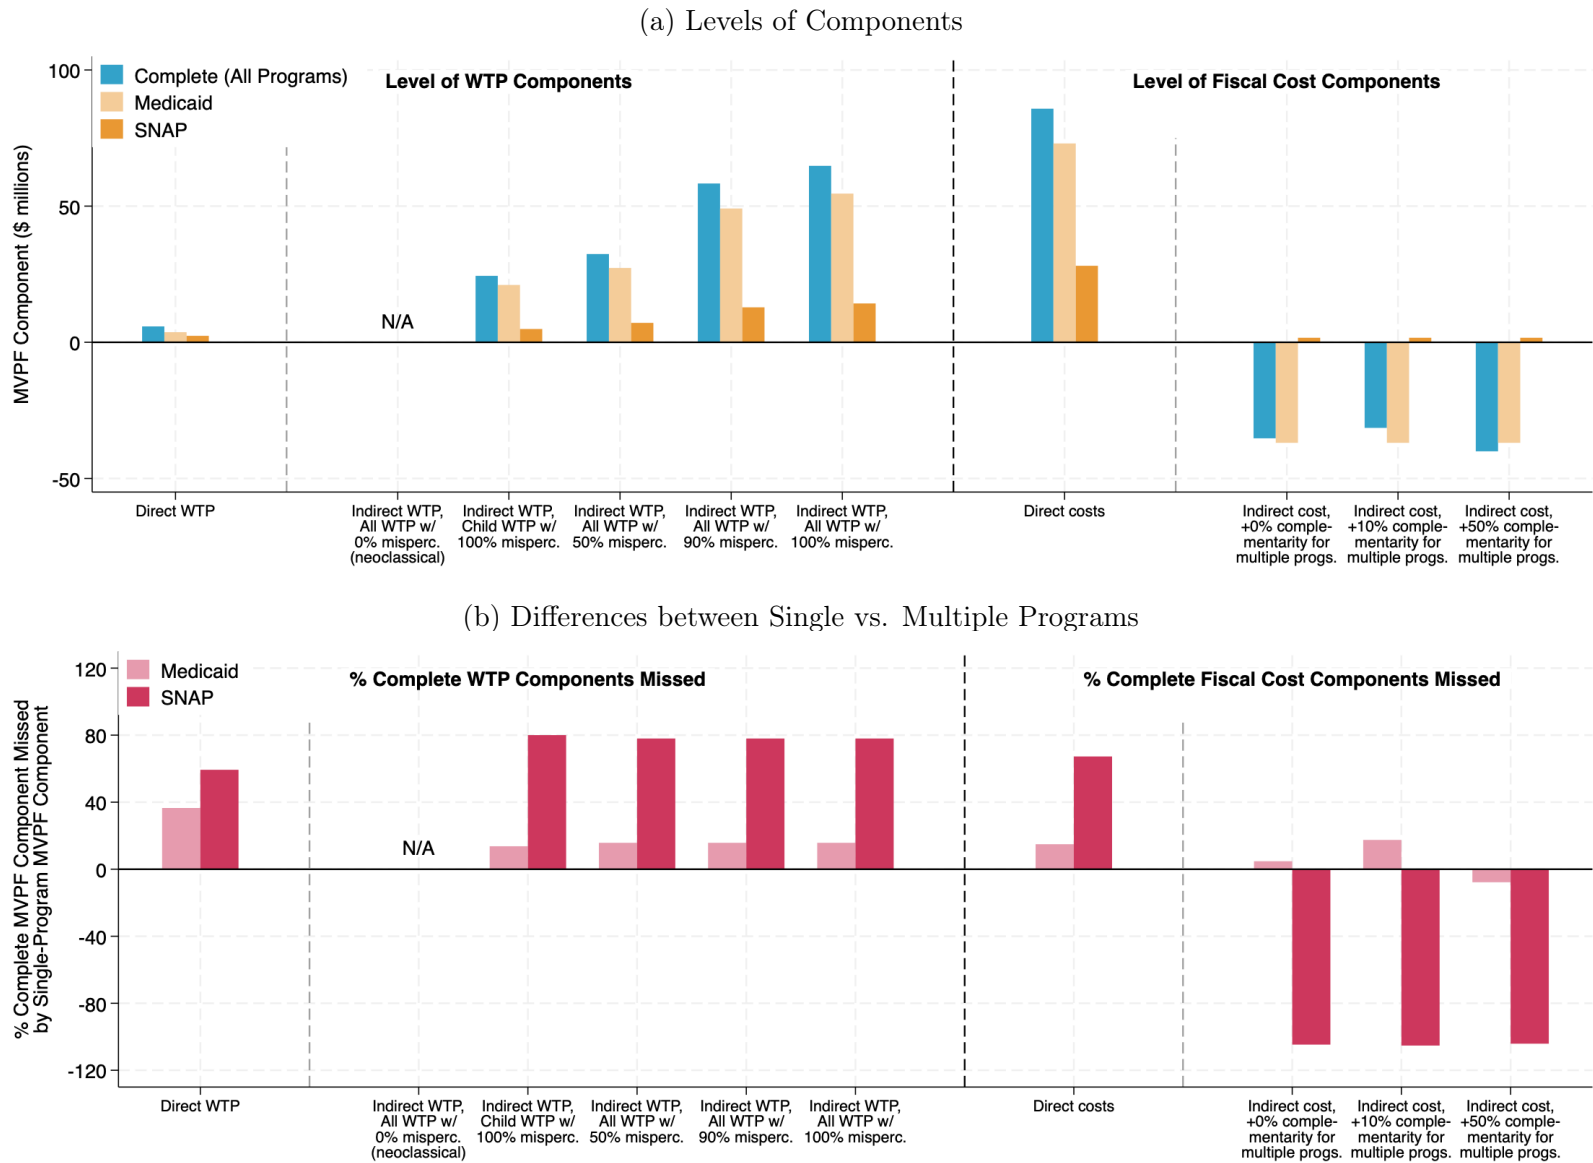 (a) Levels of Components
Complete (All Programs)
Medicaid
SNAP
Level of WTP Components
Level of Fiscal Cost Components
MVPF Component ($ millions)
100
50
0
-50
N/A
Direct WTP
Indirect WTP,
All WTP w/
0% misperc.
(neoclassical)
Indirect WTP,
Child WTP w/
100% misperc.
Indirect WTP,
All WTP w/
50% misperc.
Indirect WTP,
All WTP w/
90% misperc.
Indirect WTP,
All WTP w/
100% misperc.
Direct costs
Indirect cost,
+0% comple-
mentarity for
multiple progs.
Indirect cost,
+10% comple-
mentarity for
multiple progs.
Indirect cost,
+50% comple-
mentarity for
multiple progs.
(b) Differences between Single vs. Multiple Programs
Medicaid
SNAP
% Complete WTP Components Missed
% Complete Fiscal Cost Components Missed
% Complete MVPF Component Missed
by Single-Program MVPF Component
120
80
40
0
-40
-80
-120
N/A
Direct WTP
Indirect WTP,
All WTP w/
0% misperc.
(neoclassical)
Indirect WTP,
Child WTP w/
100% misperc.
Indirect WTP,
All WTP w/
50% misperc.
Indirect WTP,
All WTP w/
90% misperc.
Indirect WTP,
All WTP w/
100% misperc.
Direct costs
Indirect cost,
+0% comple-
mentarity for
multiple progs.
Indirect cost,
+10% comple-
mentarity for
multiple progs.
Indirect cost,
+50% comple-
mentarity for
multiple progs.